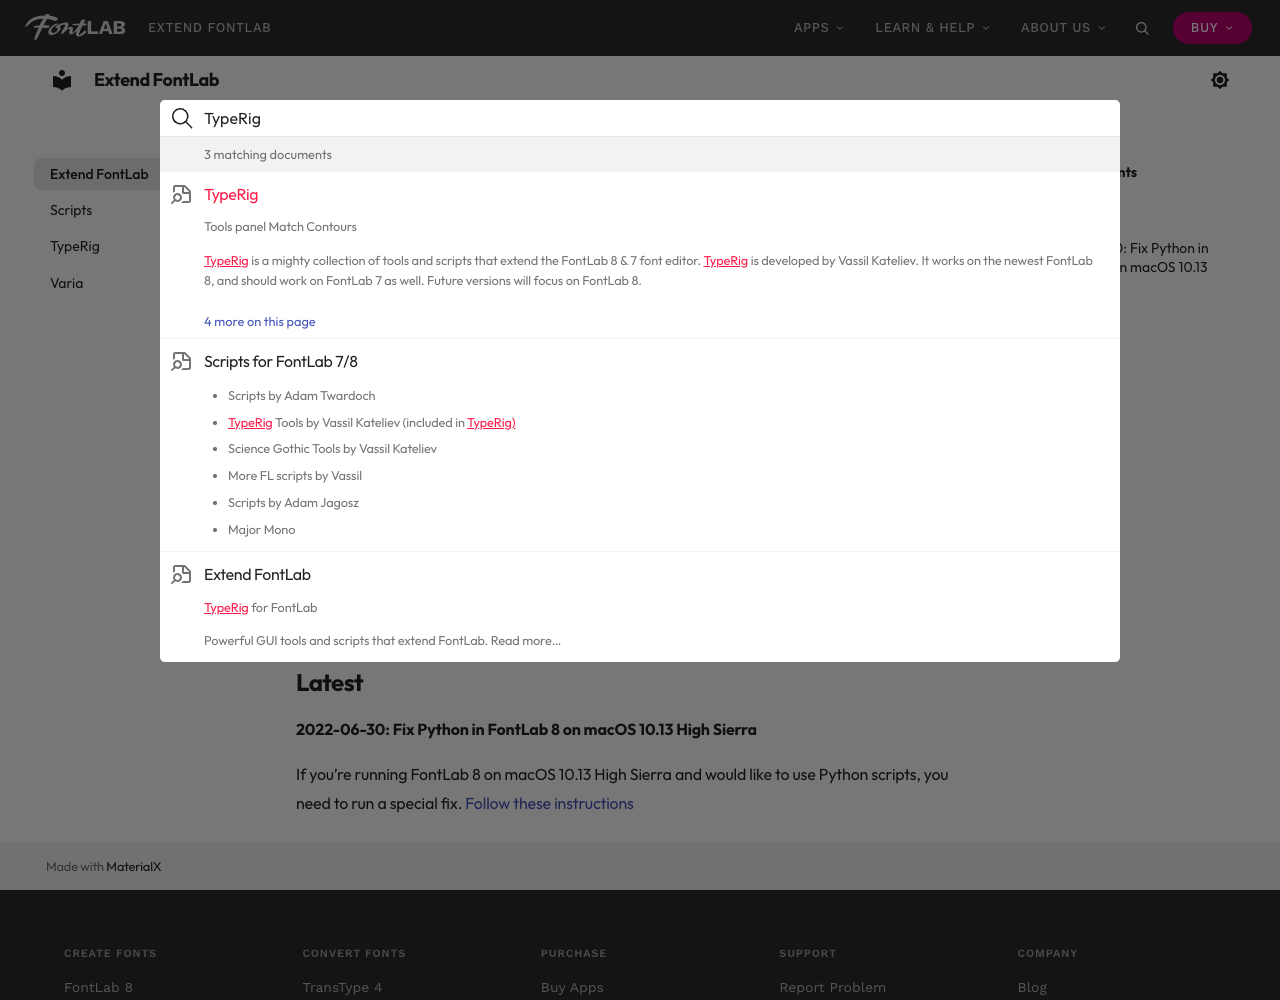 FontLAB EXTEND FONTLAB APPS LEARN & HELP ABOUT US BUY
Extend FontLab
TypeRig
3 matching documents
TypeRig
Tools panel Match Contours
TypeRig is a mighty collection of tools and scripts that extend the FontLab 8 & 7 font editor. TypeRig is developed by Vassil Kateliev. It works on the newest FontLab
8, and should work on FontLab 7 as well. Future versions will focus on FontLab 8.
4 more on this page
Scripts for FontLab 7/8
• Scripts by Adam Twardoch
• TypeRig Tools by Vassil Kateliev (included in TypeRig)
• Science Gothic Tools by Vassil Kateliev
• More FL scripts by Vassil
• Scripts by Adam Jagosz
• Major Mono
Extend FontLab
TypeRig for FontLab
Powerful GUI tools and scripts that extend FontLab. Read more…
Extend FontLab
Scripts
TypeRig
Varia
nts
: Fix Python in
n macOS 10.13
Latest
2022-06-30: Fix Python in FontLab 8 on macOS 10.13 High Sierra
If you’re running FontLab 8 on macOS 10.13 High Sierra and would like to use Python scripts, you
need to run a special fix. Follow these instructions
Made with MaterialX
CREATE FONTS CONVERT FONTS PURCHASE SUPPORT COMPANY
FontLab 8 TransType 4 Buy Apps Report Problem Blog